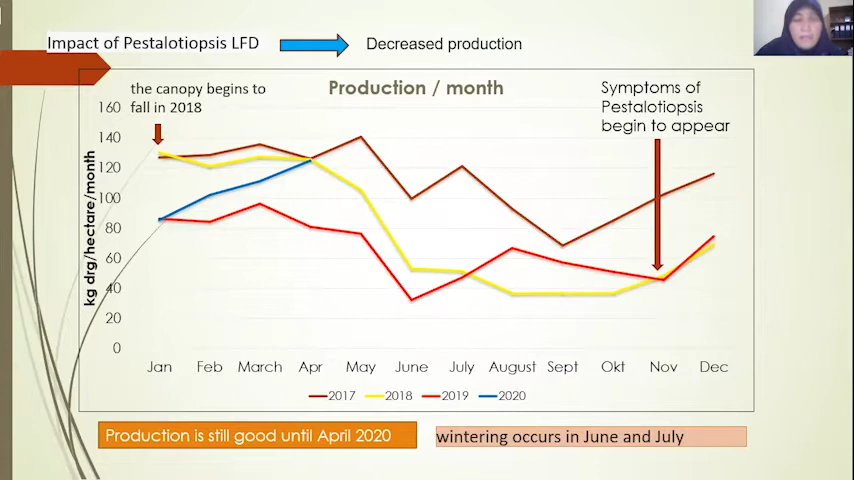 Impact of Pestalotiopsis LFD
Decreased production
the canopy begins to
fall in 2018
Production / month
Symptoms of
Pestalotiopsis
begin to appear
kg drg/hectare/month
160
140
120
100
80
60
40
20
0
Jan Feb March Apr May June July August Sept Okt Nov Dec
2017 2018 2019 2020
Production is still good until April 2020
wintering occurs in June and July